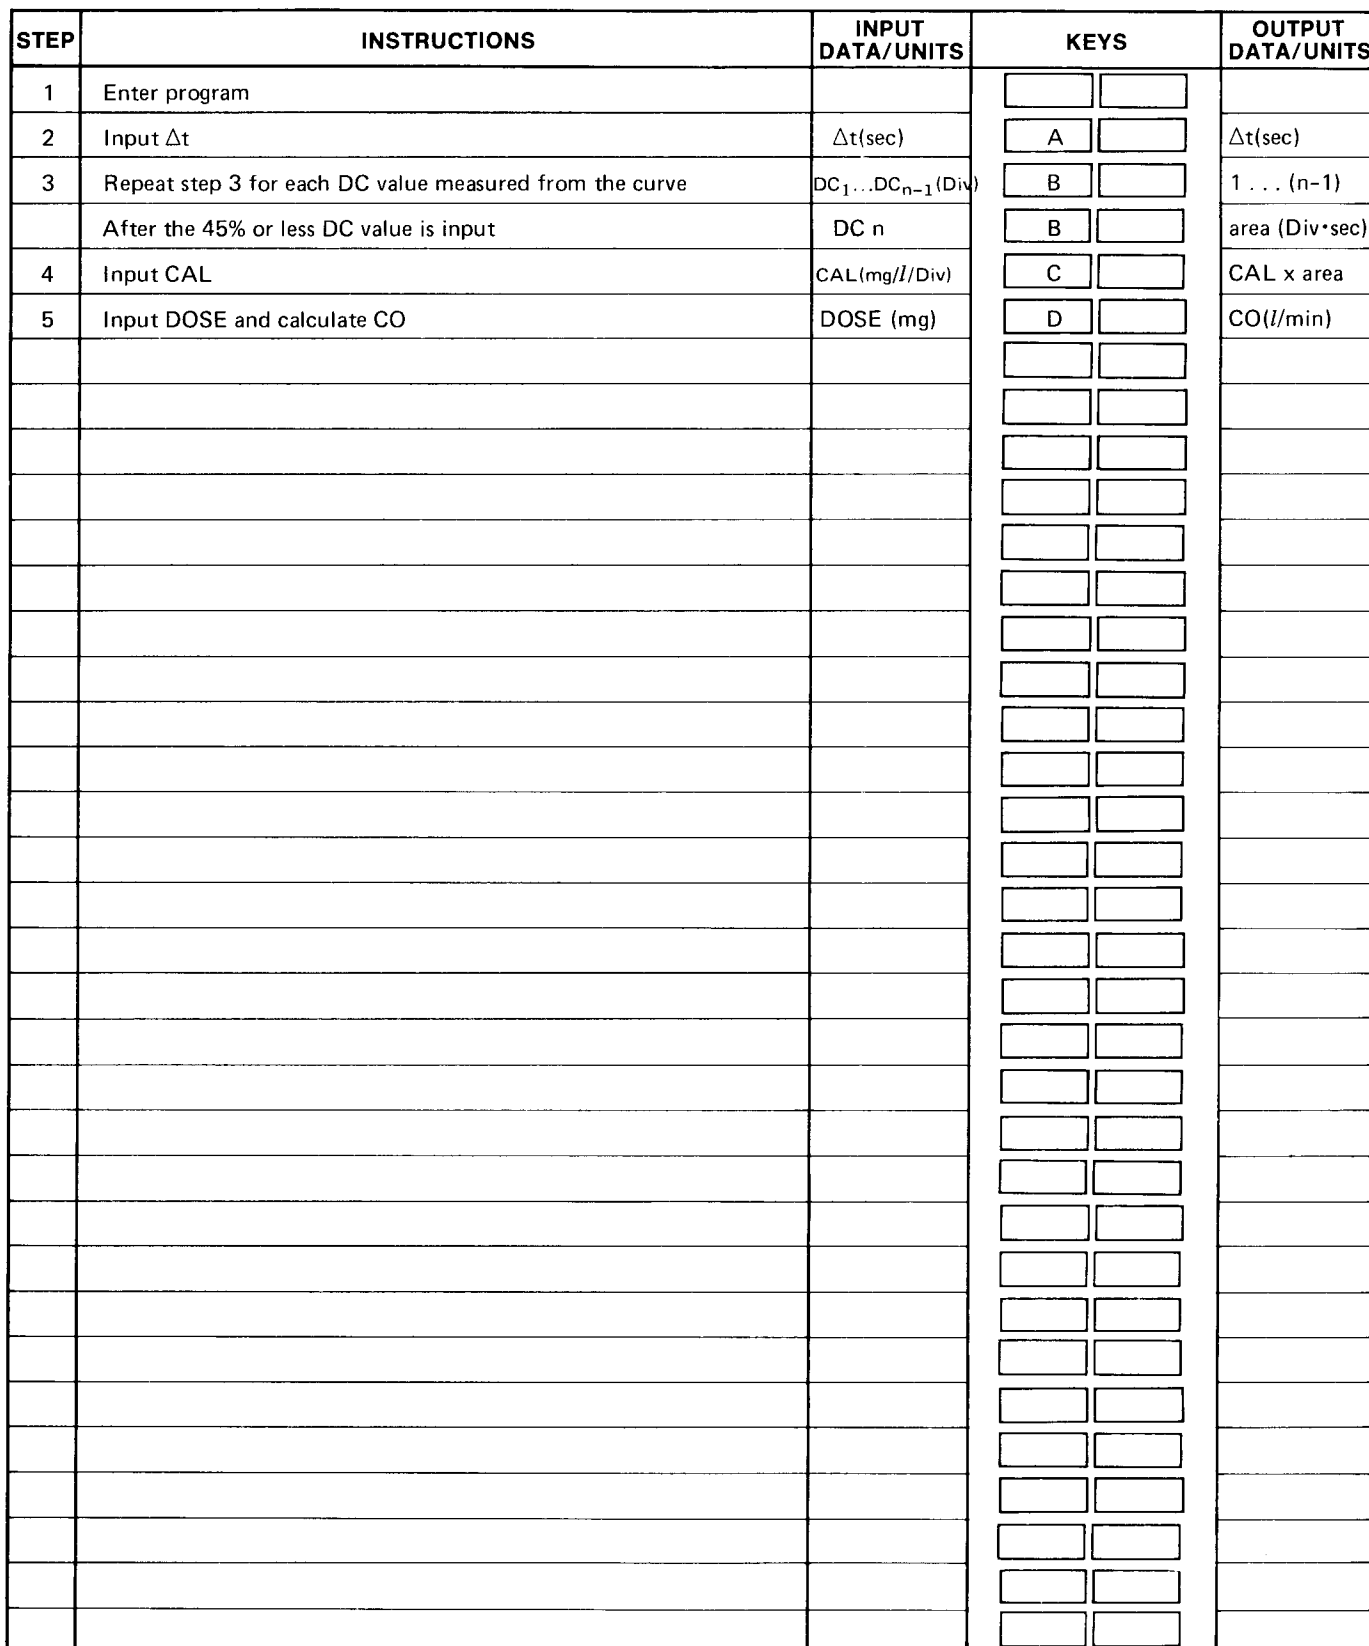 STEP INSTRUCTIONS INPUT DATA/UNITS KEYS OUTPUT DATA/UNITS
1 Enter program
2 Input Δt Δt(sec) A Δt(sec)
3 Repeat step 3 for each DC value measured from the curve DC₁...DCₙ₋₁(Div) B 1 . . . (n-1)
After the 45% or less DC value is input DC n B area (Div·sec)
4 Input CAL CAL(mg/l/Div) C CAL x area
5 Input DOSE and calculate CO DOSE (mg) D CO(l/min)